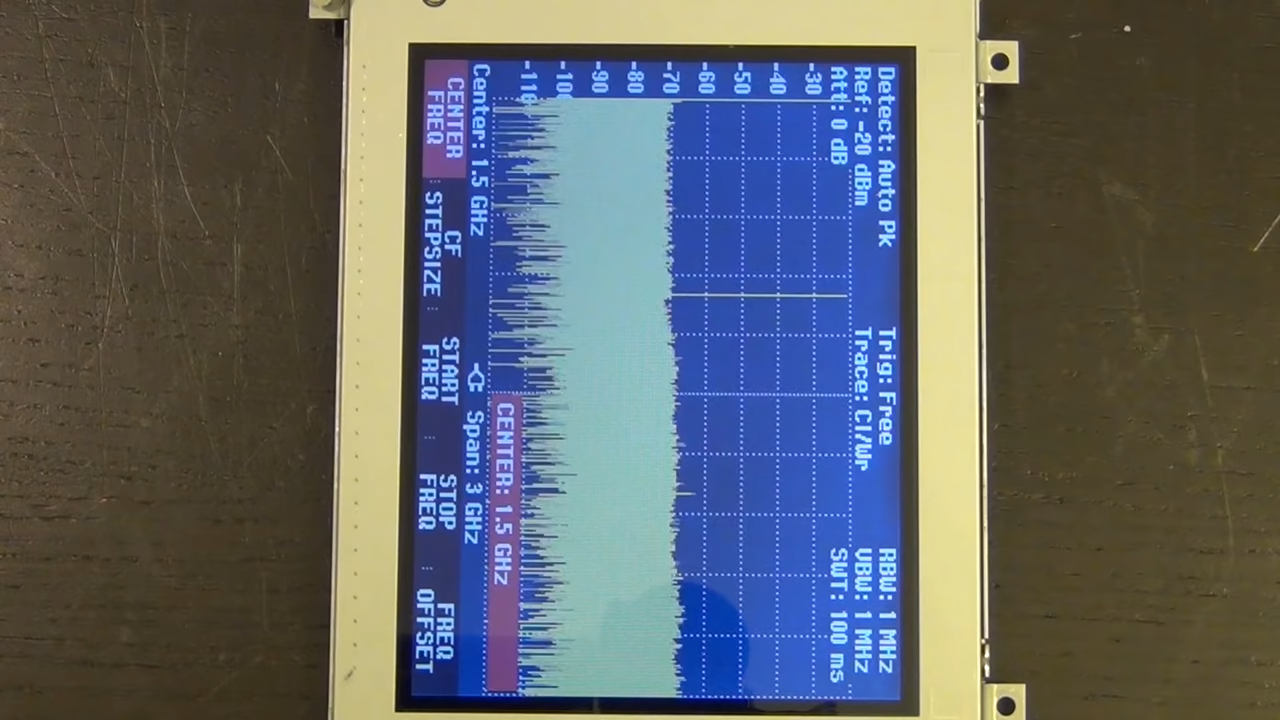 Detect: Auto Pk Trig: Free RBW: 1 MHz
Ref: -20 dBm Trace: Cl/Wr VBW: 1 MHz
Att: 0 dB SWT: 100 ms
-30
-40
-50
-60
-70
-80
-90
-100
-110
CENTER: 1.5 GHz
Center: 1.5 GHz Span: 3 GHz
CENTER FREQ
CF STEPSIZE
START FREQ
STOP FREQ
FREQ OFFSET